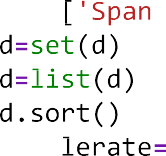 ['Span
d=set(d)
d=list(d)
d.sort()
lerate=